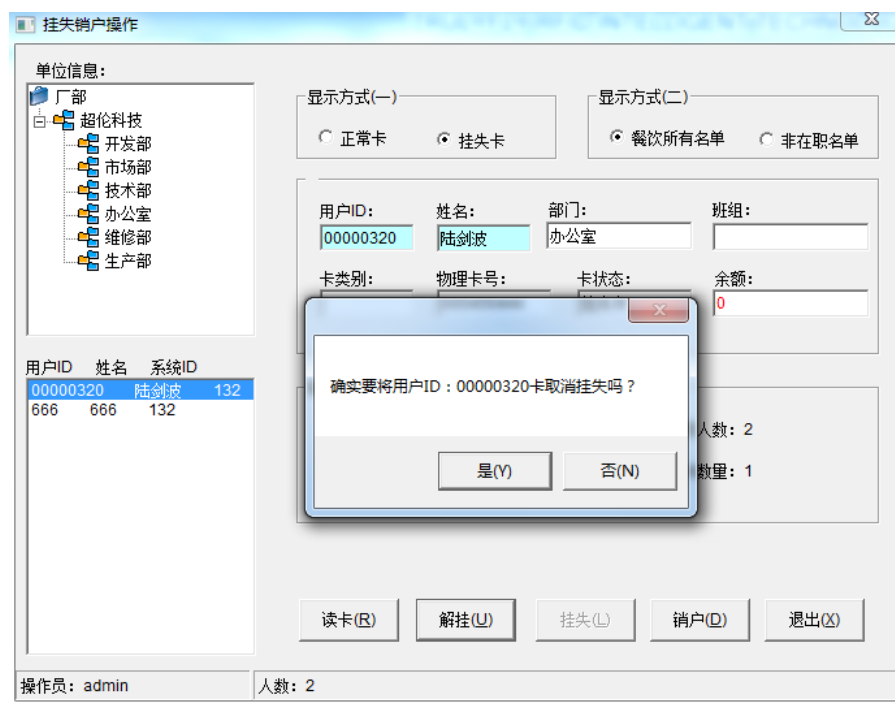 挂失销户操作
单位信息:
厂部
超伦科技
开发部
市场部
技术部
办公室
维修部
生产部
显示方式(一)
正常卡 挂失卡
显示方式(二)
餐饮所有名单 非在职名单
用户ID: 姓名: 部门: 班组:
00000320 陆剑波 办公室
卡类别: 物理卡号: 卡状态: 余额:
0
确实要将用户ID：00000320卡取消挂失吗？
是(Y) 否(N)
人数: 2
数量: 1
用户ID 姓名 系统ID
00000320 陆剑波 132
666 666 132
读卡(R) 解挂(U) 挂失(L) 销户(D) 退出(X)
操作员: admin 人数: 2